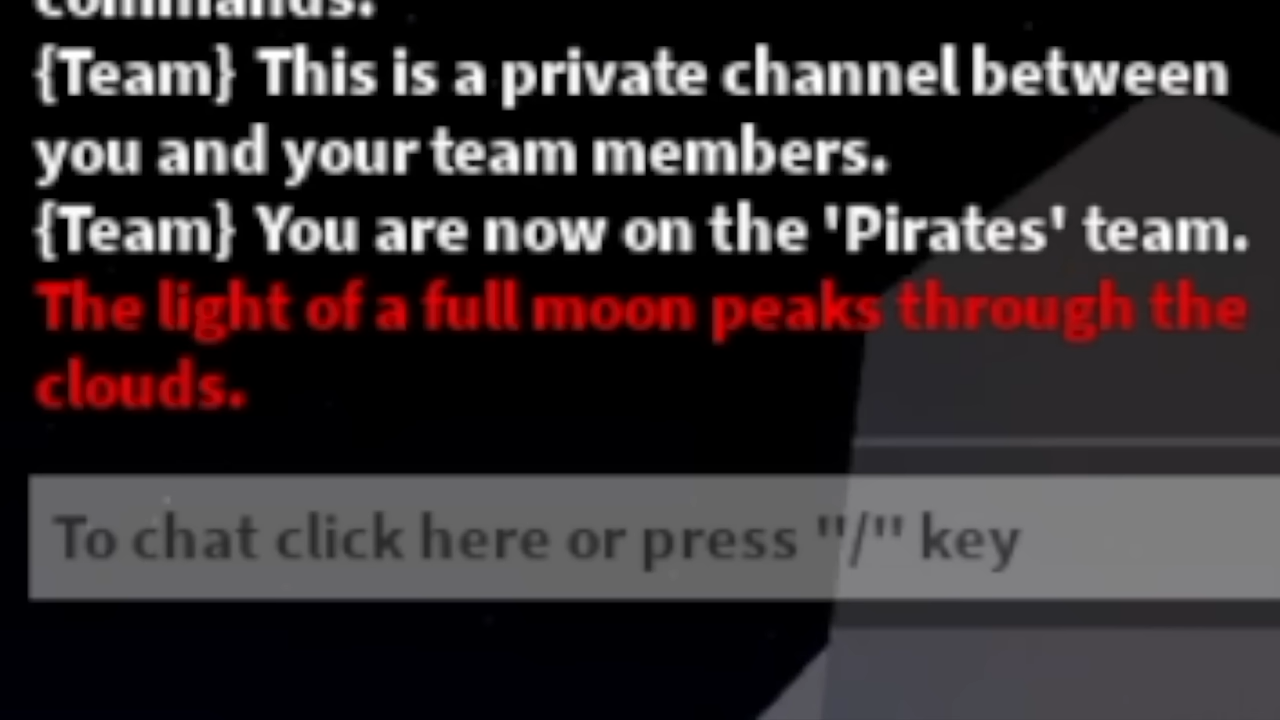 commands.
{Team} This is a private channel between
you and your team members.
{Team} You are now on the 'Pirates' team.
The light of a full moon peaks through the
clouds.
To chat click here or press "/" key